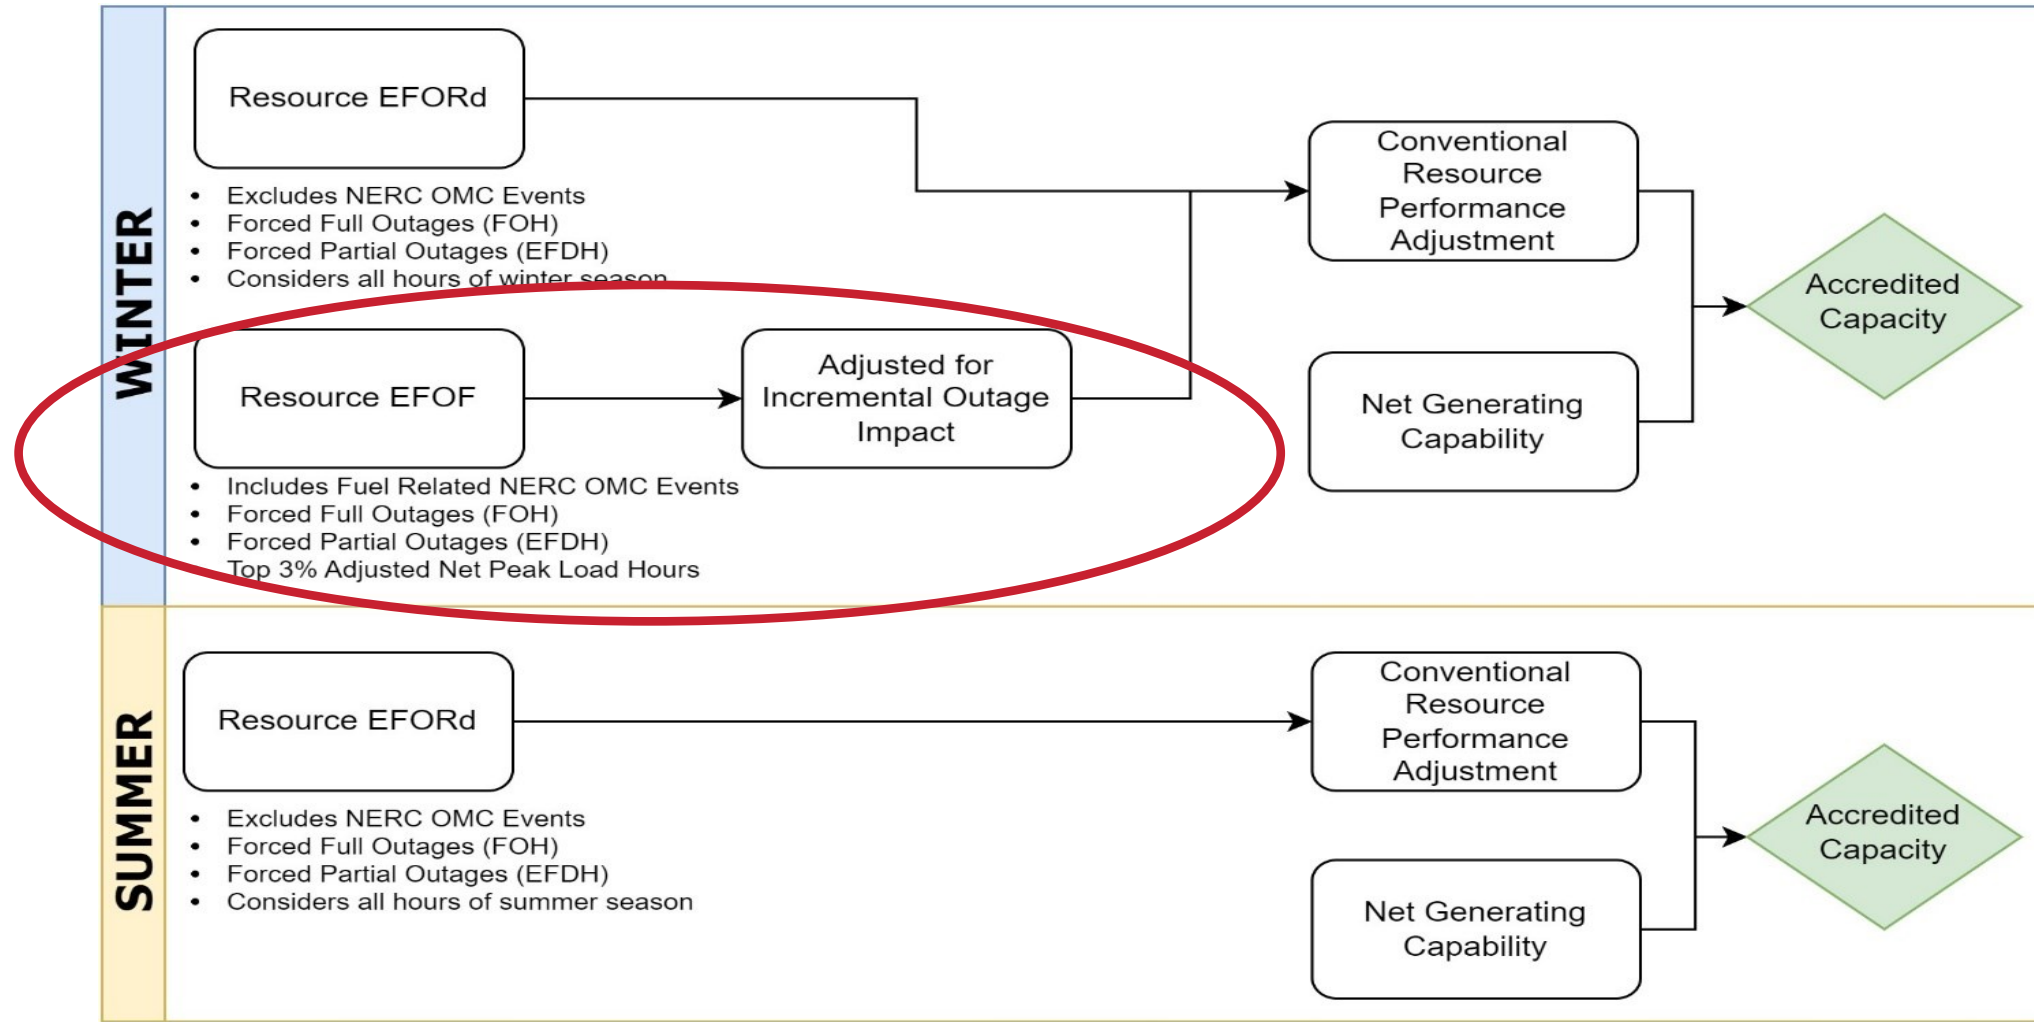 WINTER
Resource EFORd
• Excludes NERC OMC Events
• Forced Full Outages (FOH)
• Forced Partial Outages (EFDH)
• Considers all hours of winter season
Resource EFOF
Adjusted for
Incremental Outage
Impact
• Includes Fuel Related NERC OMC Events
• Forced Full Outages (FOH)
• Forced Partial Outages (EFDH)
Top 3% Adjusted Net Peak Load Hours
Conventional
Resource
Performance
Adjustment
Net Generating
Capability
Accredited
Capacity
SUMMER
Resource EFORd
• Excludes NERC OMC Events
• Forced Full Outages (FOH)
• Forced Partial Outages (EFDH)
• Considers all hours of summer season
Conventional
Resource
Performance
Adjustment
Net Generating
Capability
Accredited
Capacity